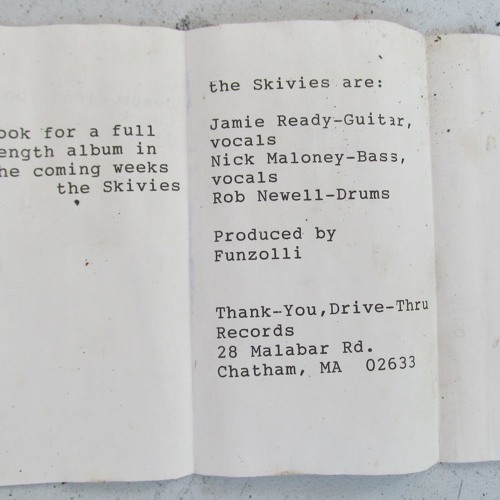 ook for a full
ength album in
he coming weeks
the Skivies
the Skivies are:
Jamie Ready-Guitar,
vocals
Nick Maloney-Bass,
vocals
Rob Newell-Drums
Produced by
Funzolli
Thank-You,Drive-Thru
Records
28 Malabar Rd.
Chatham, MA 02633